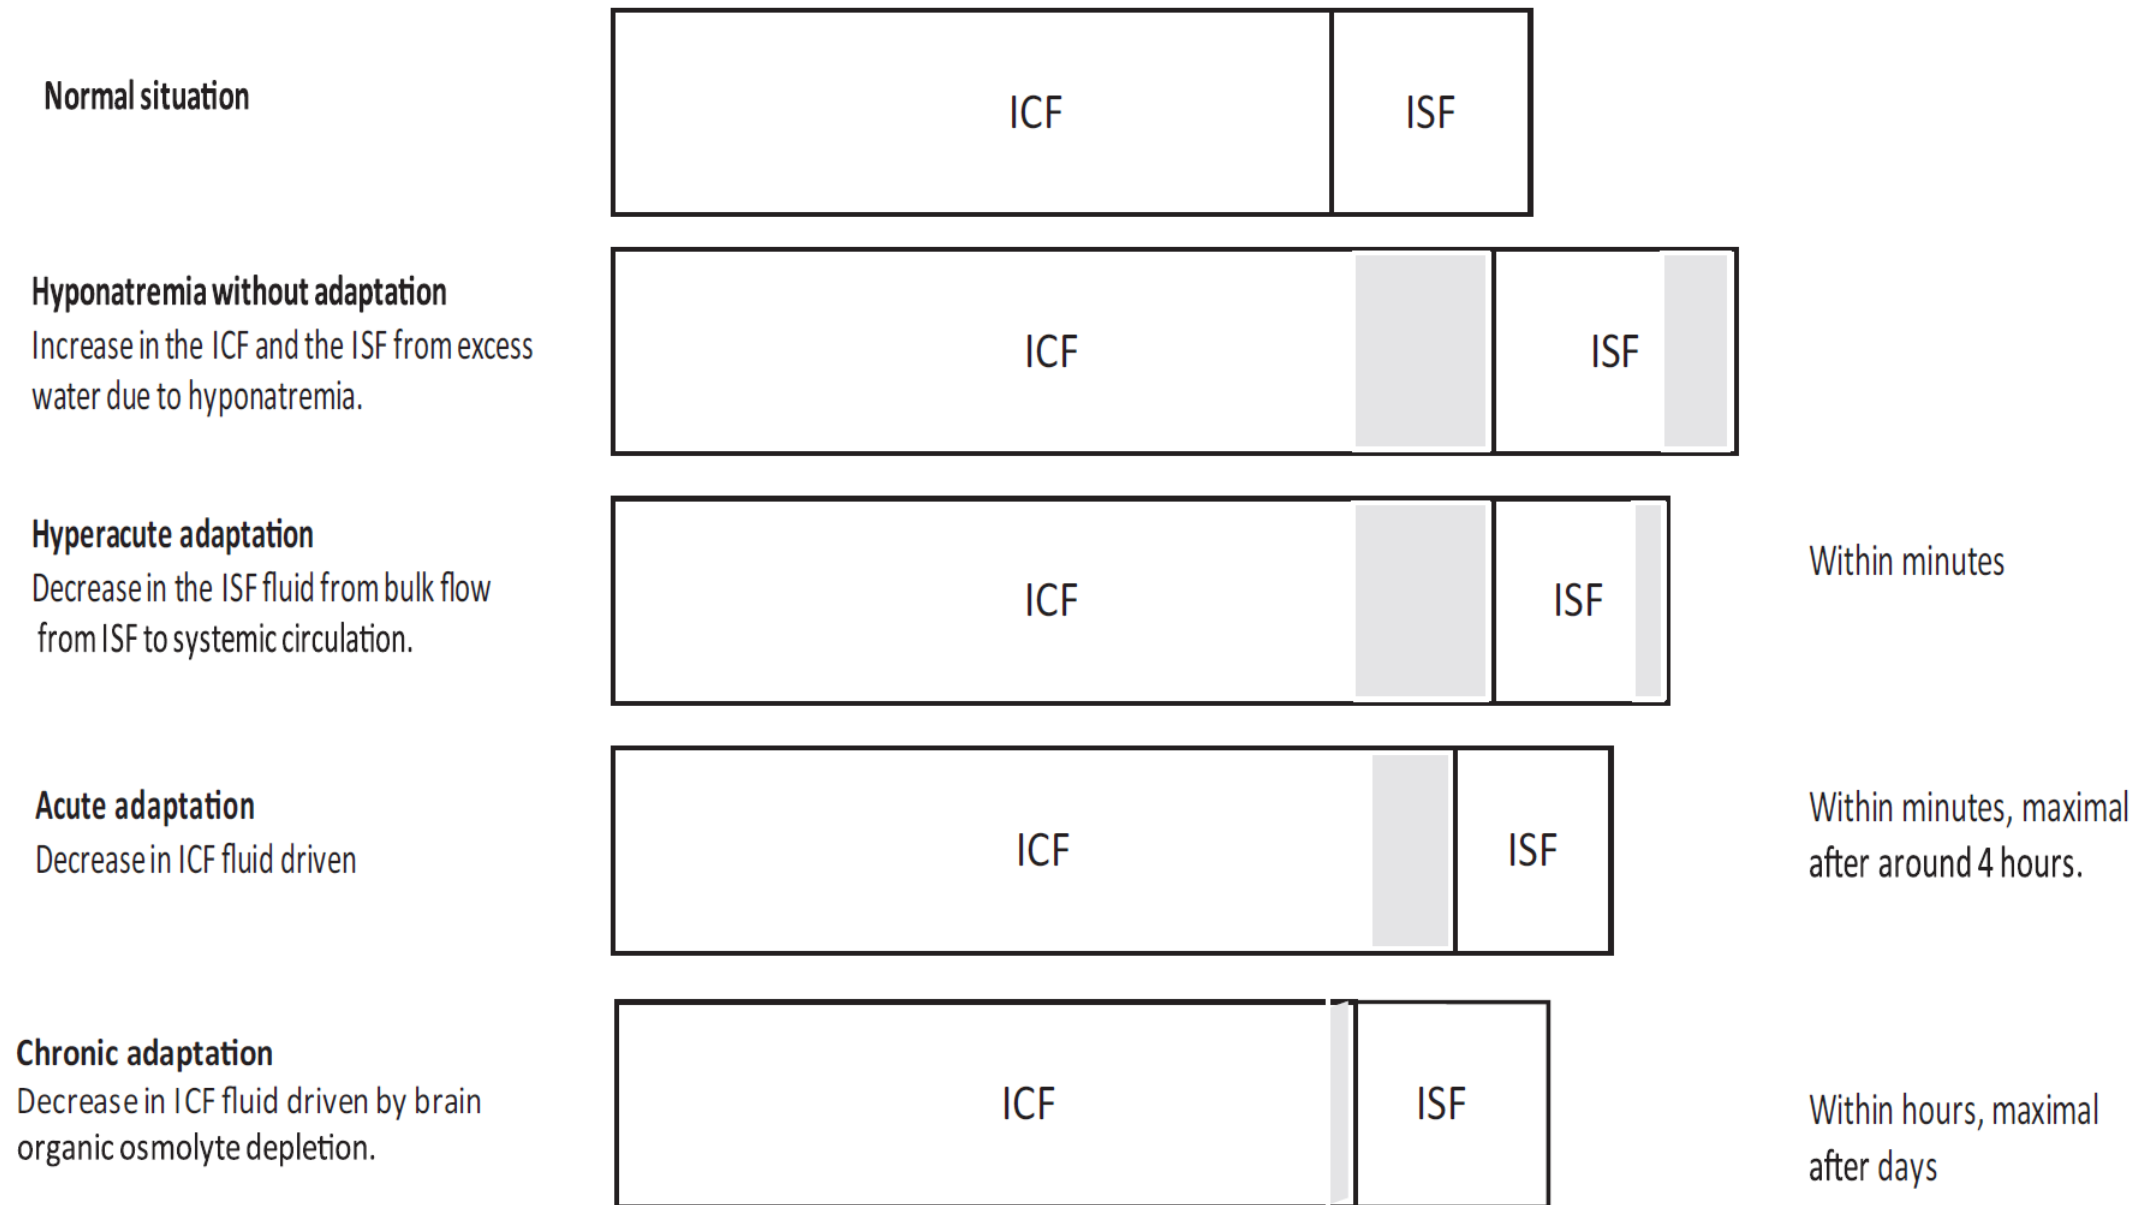 Normal situation
ICF
ISF
Hyponatremia without adaptation
Increase in the ICF and the ISF from excess
water due to hyponatremia.
ICF
ISF
Hyperacute adaptation
Decrease in the ISF fluid from bulk flow
from ISF to systemic circulation.
ICF
ISF
Within minutes
Acute adaptation
Decrease in ICF fluid driven
ICF
ISF
Within minutes, maximal
after around 4 hours.
Chronic adaptation
Decrease in ICF fluid driven by brain
organic osmolyte depletion.
ICF
ISF
Within hours, maximal
after days